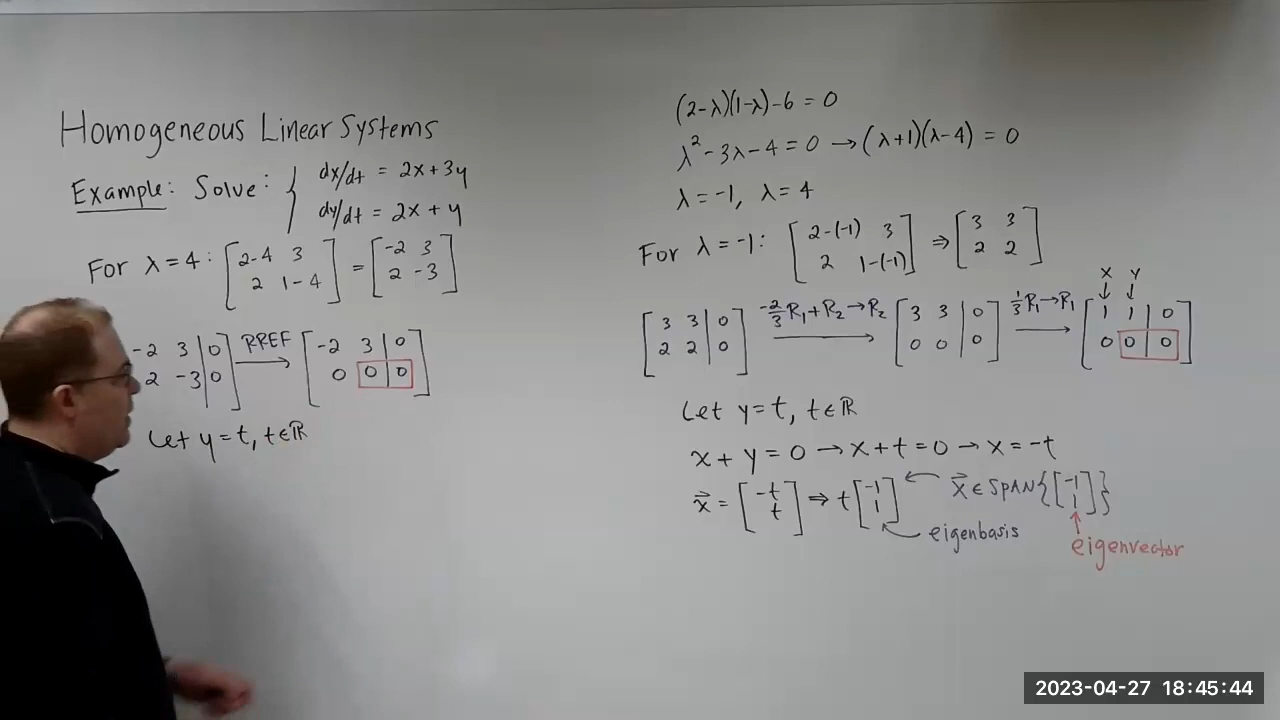 Homogeneous Linear Systems
Example: Solve: { dx/dt = 2x+3y
dy/dt = 2x + y
For λ=4: [2-4 3] = [-2 3]
[2 1-4] [2 -3]
-2 3 | 0] RREF → [-2 3 | 0]
2 -3 | 0] [0 0 | 0]
Let y=t, t∈ℝ
(2-λ)(1-λ)-6 = 0
λ²-3λ-4=0 → (λ+1)(λ-4) = 0
λ=-1, λ=4
For λ=-1: [2-(-1) 3] ⇒ [3 3]
[2 1-(-1)] [2 2]
x y
↓ ↓
[3 3 | 0] -2/3R₁+R₂→R₂ [3 3 | 0] 1/3R₁→R₁ [1 1 | 0]
[2 2 | 0] → [0 0 | 0] → [0 0 | 0]
Let y=t, t∈ℝ
x + y = 0 → x+t=0 → x=-t
x⃗ = [-t] ⇒ t[-1] ← x⃗ ∈ SPAN{[-1]}
[t] [1] [1]
eigenbasis
eigenvector
2023-04-27 18:45:44